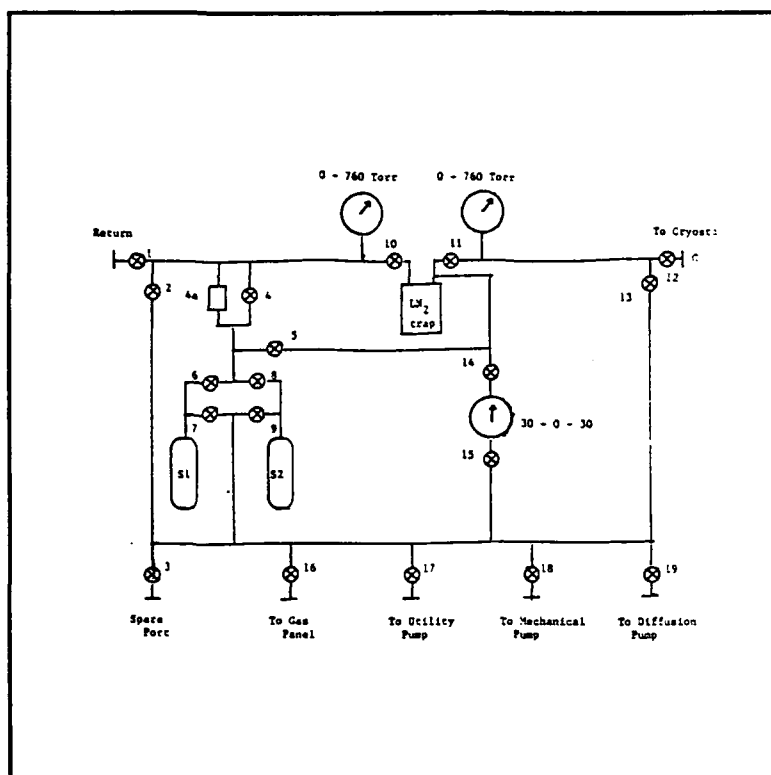 0 - 760 Torr 0 - 760 Torr
Return
To Cryost
1 10 11
C
12
2 4a 4 13
LN2
trap
5
6 8 14
30 - 0 - 30
7 9
15
S1 S2
3 16 17 18 19
Spare
Port
To Gas
Panel
To Utility
Pump
To Mechanical
Pump
To Diffusion
Pump